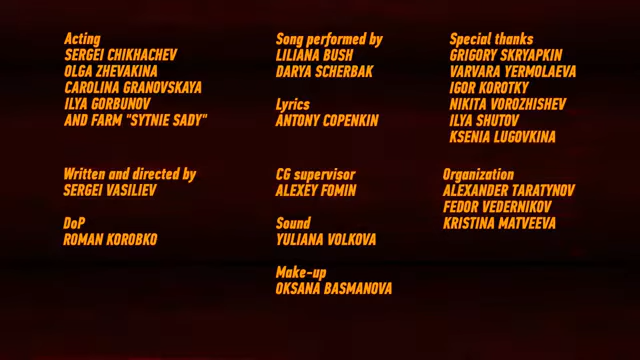 Acting
SERGEI CHIKHACHEV
OLGA ZHEVAKINA
CAROLINA GRANOVSKAYA
ILYA GORBUNOV
AND FARM "SYTNIE SADY"
Written and directed by
SERGEI VASILIEV
DoP
ROMAN KOROBKO
Song performed by
LILIANA BUSH
DARYA SCHERBAK
Lyrics
ANTONY COPENKIN
CG supervisor
ALEXEY FOMIN
Sound
YULIANA VOLKOVA
Make-up
OKSANA BASMANOVA
Special thanks
GRIGORY SKRYAPKIN
VARVARA YERMOLAEVA
IGOR KOROTKY
NIKITA VOROZHISHEV
ILYA SHUTOV
KSENIA LUGOVKINA
Organization
ALEXANDER TARATYNOV
FEDOR VEDERNIKOV
KRISTINA MATVEEVA